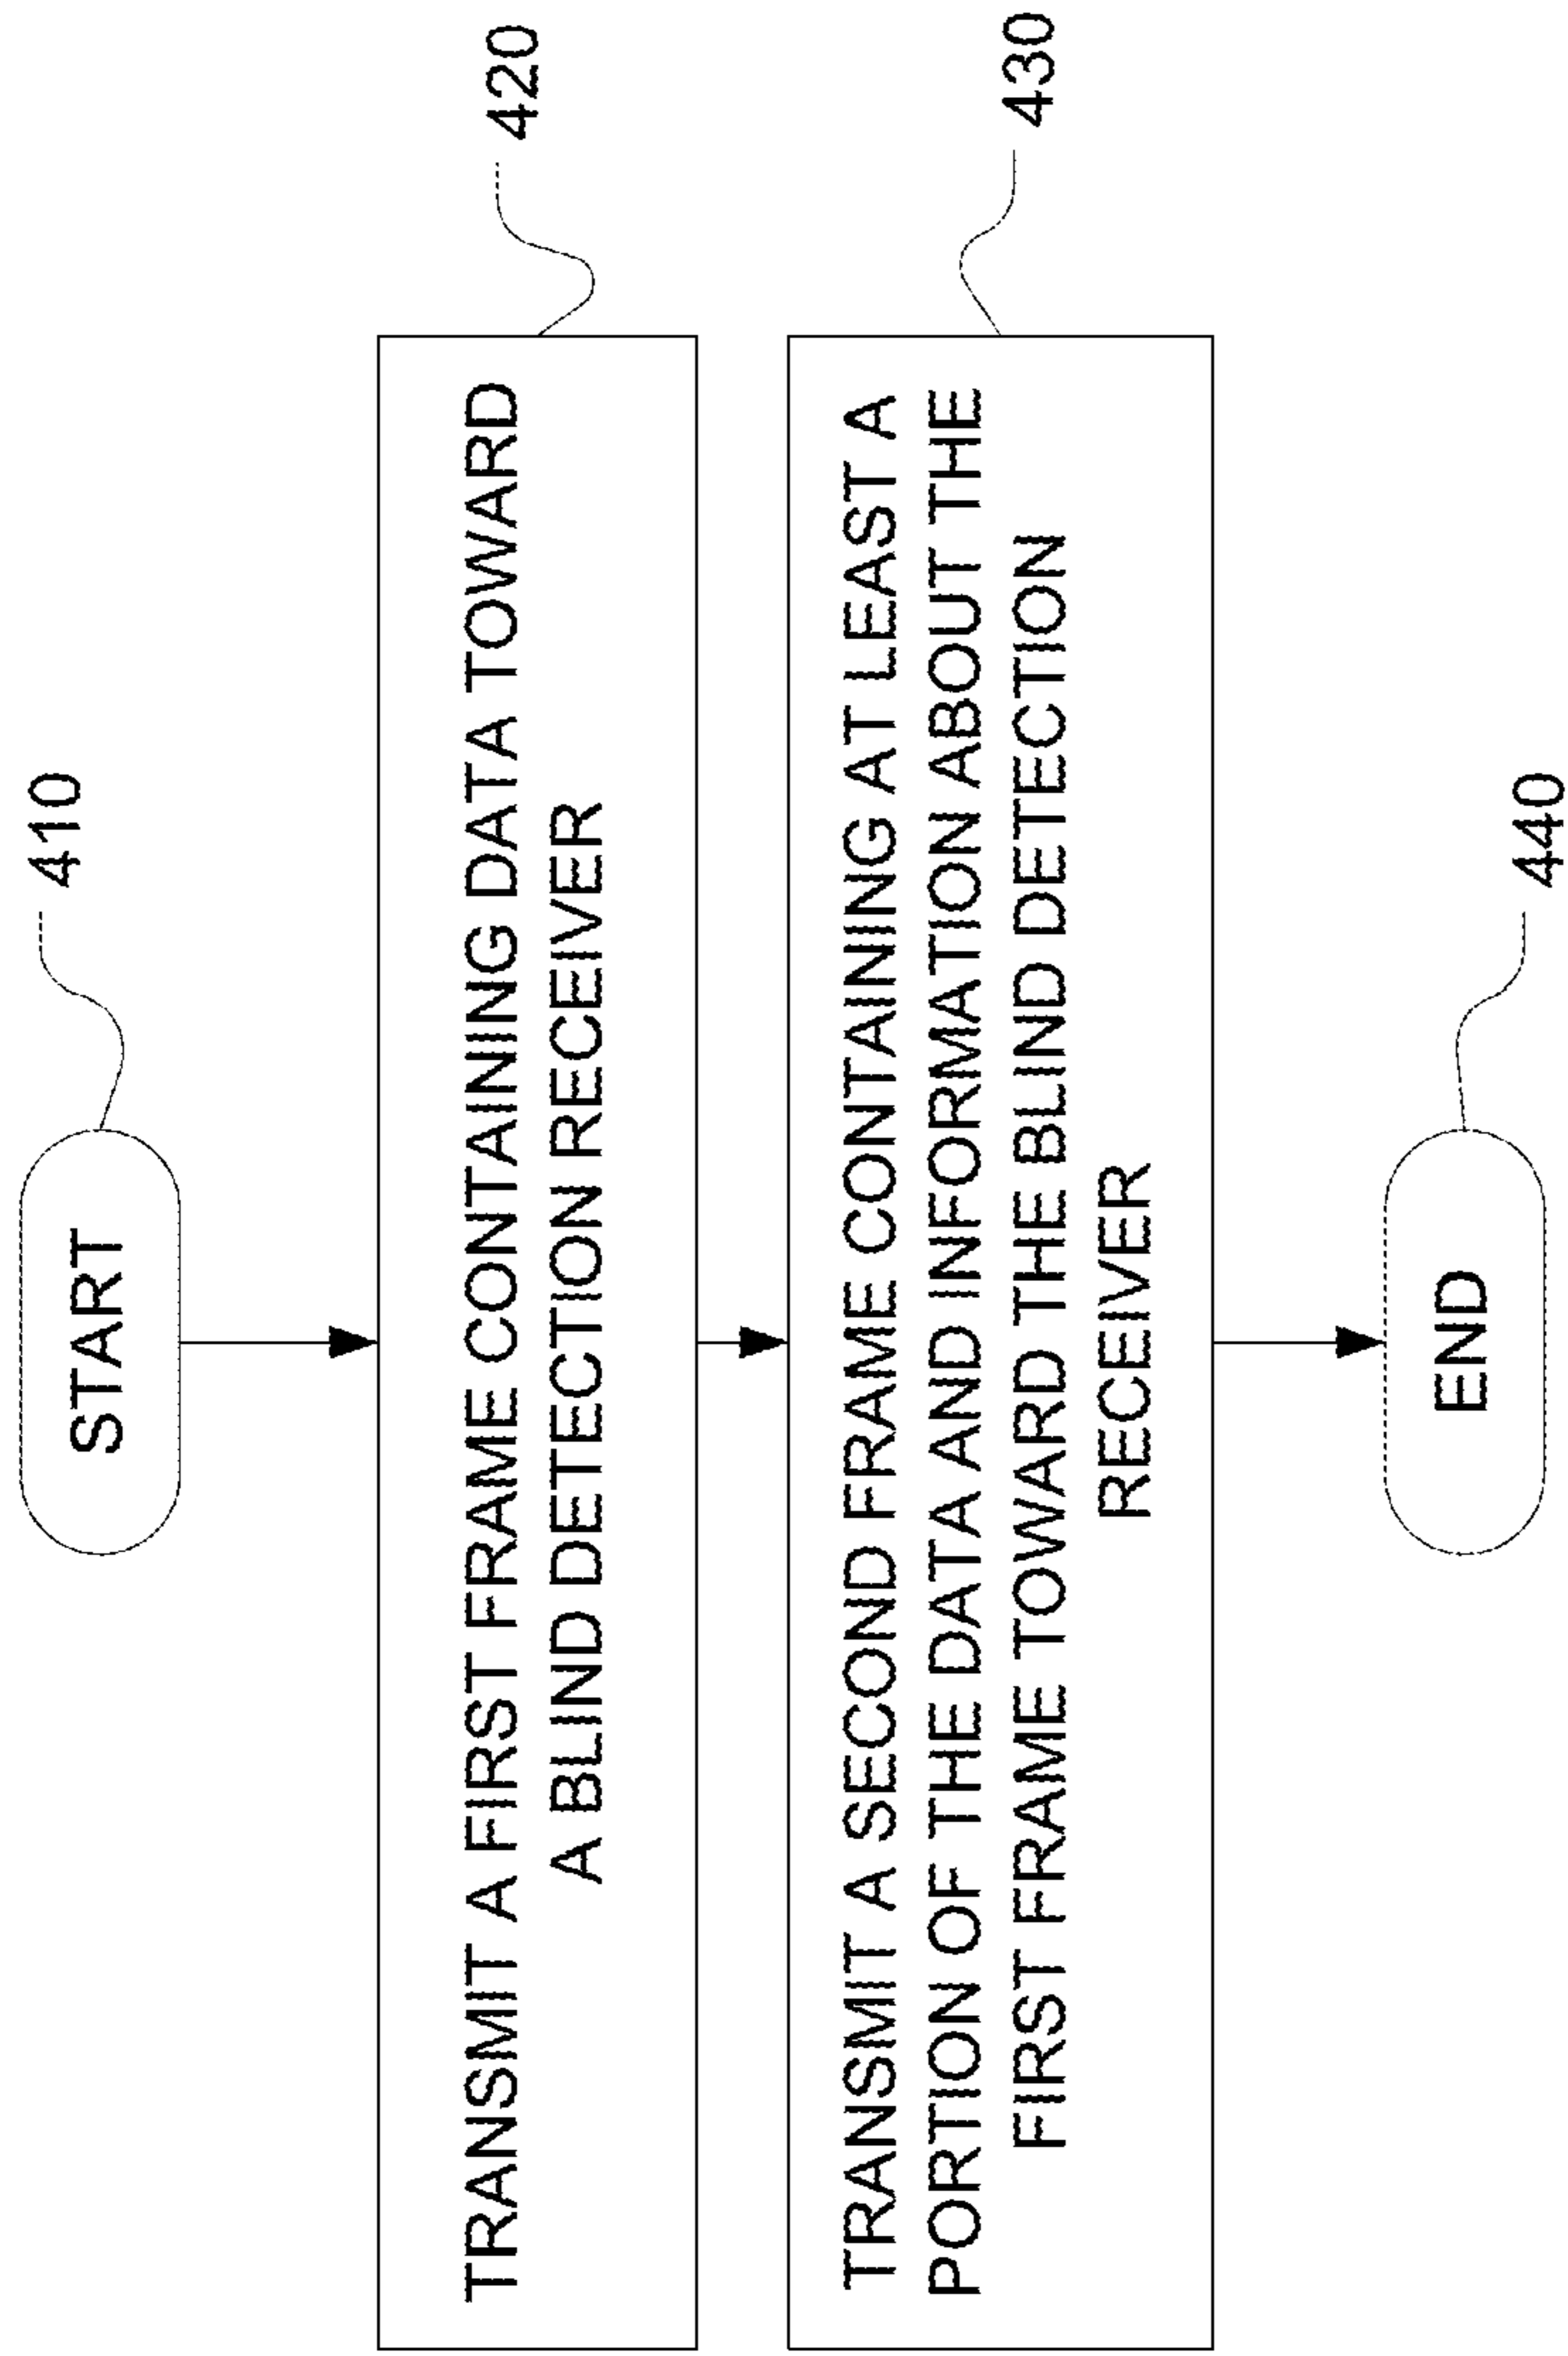 START
410
TRANSMIT A FIRST FRAME CONTAINING DATA TOWARD
A BLIND DETECTION RECEIVER
420
TRANSMIT A SECOND FRAME CONTAINING AT LEAST A
PORTION OF THE DATA AND INFORMATION ABOUT THE
FIRST FRAME TOWARD THE BLIND DETECTION
RECEIVER
430
END
440